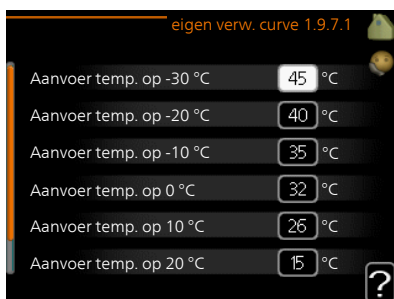 eigen verw. curve 1.9.7.1
Aanvoer temp. op -30 °C 45 °C
Aanvoer temp. op -20 °C 40 °C
Aanvoer temp. op -10 °C 35 °C
Aanvoer temp. op 0 °C 32 °C
Aanvoer temp. op 10 °C 26 °C
Aanvoer temp. op 20 °C 15 °C
?